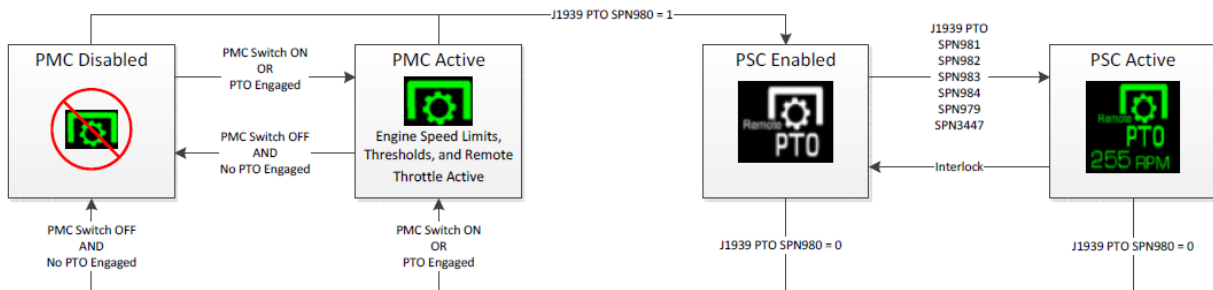 J1939 PTO SPN980 = 1
PMC Disabled
PMC Switch ON
OR
PTO Engaged
PMC Switch OFF
AND
No PTO Engaged
PMC Active
Engine Speed Limits,
Thresholds, and Remote
Throttle Active
PSC Enabled
Remote
PTO
J1939 PTO
SPN981
SPN982
SPN983
SPN984
SPN979
SPN3447
Interlock
PSC Active
Remote
PTO
255 RPM
PMC Switch OFF
AND
No PTO Engaged
PMC Switch ON
OR
PTO Engaged
J1939 PTO SPN980 = 0
J1939 PTO SPN980 = 0